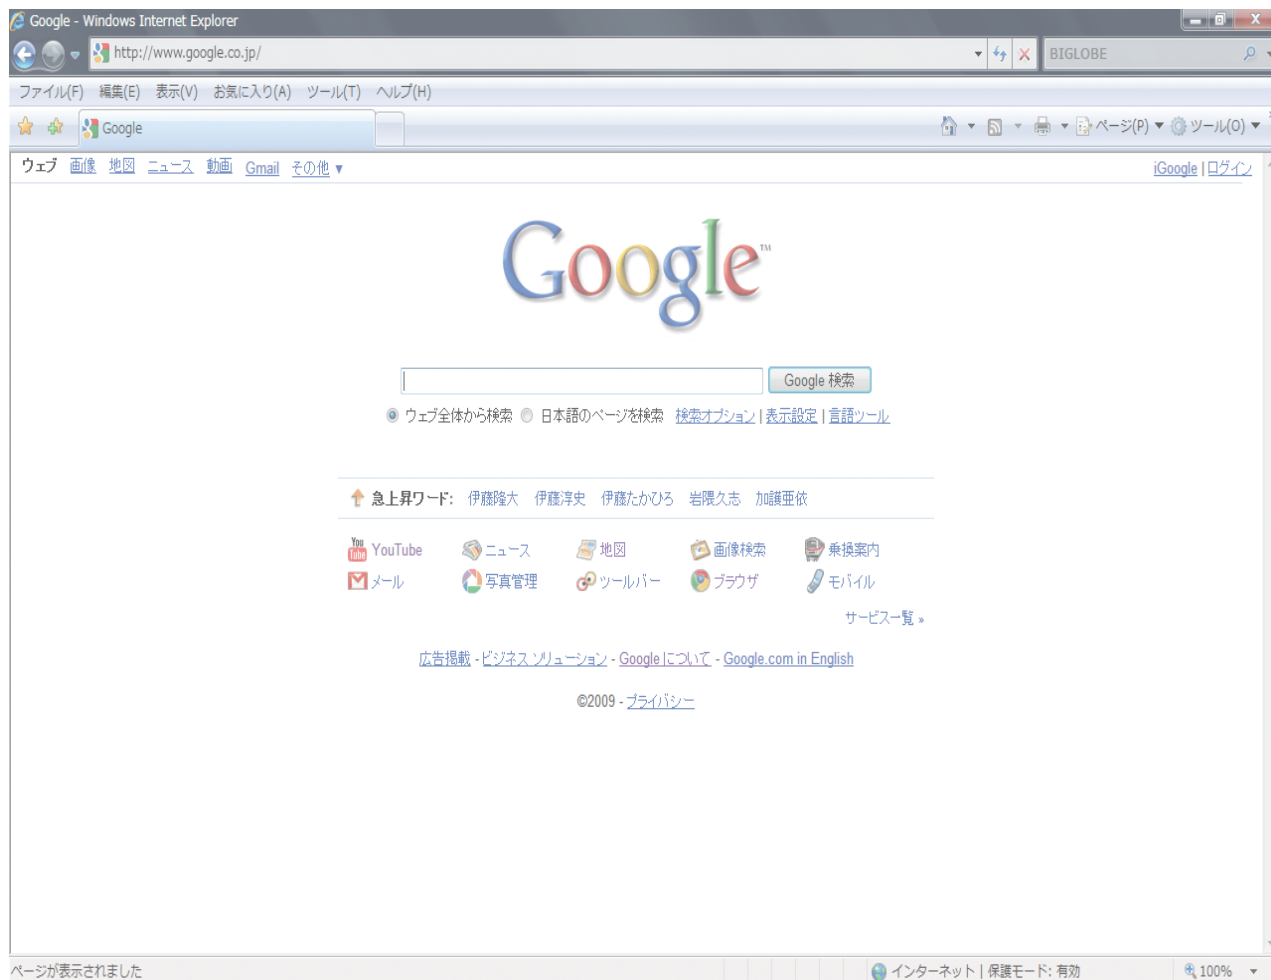 Google - Windows Internet Explorer
http://www.google.co.jp/ BIGLOBE
ファイル(F) 編集(E) 表示(V) お気に入り(A) ツール(T) ヘルプ(H)
Google ページ(P) ツール(O)
ウェブ 画像 地図 ニュース 動画 Gmail その他 ▼ iGoogle | ログイン
Google™
Google 検索
ウェブ全体から検索 日本語のページを検索 検索オプション | 表示設定 | 言語ツール
急上昇ワード: 伊藤隆大 伊藤淳史 伊藤たかひろ 岩隈久志 加護亜依
You Tube YouTube ニュース 地図 画像検索 乗換案内
メール 写真管理 ツールバー ブラウザ モバイル
サービス一覧 »
広告掲載 - ビジネス ソリューション - Google について - Google.com in English
©2009 - プライバシー
ページが表示されました インターネット | 保護モード: 有効 100%